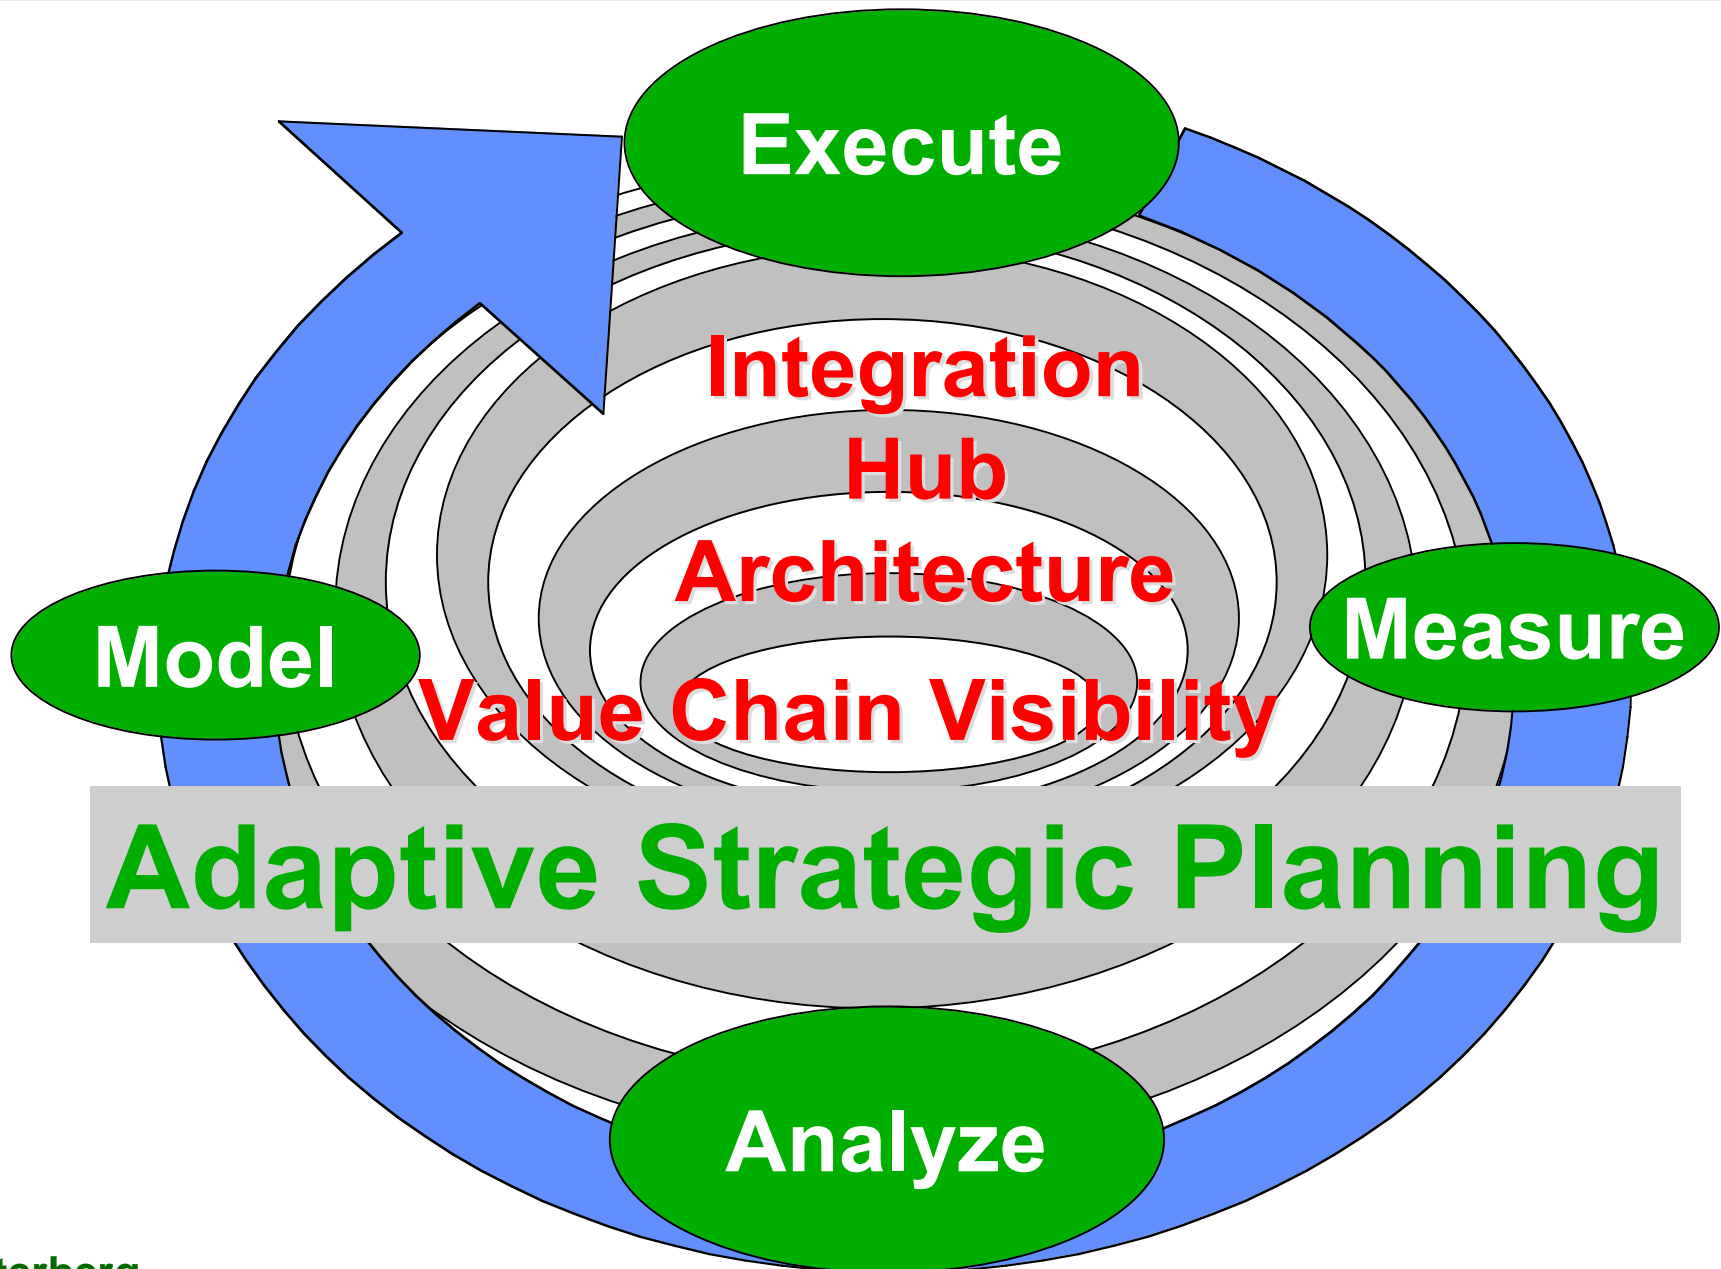 Execute
Integration
Hub
Architecture
Model
Measure
Value Chain Visibility
Adaptive Strategic Planning
Analyze